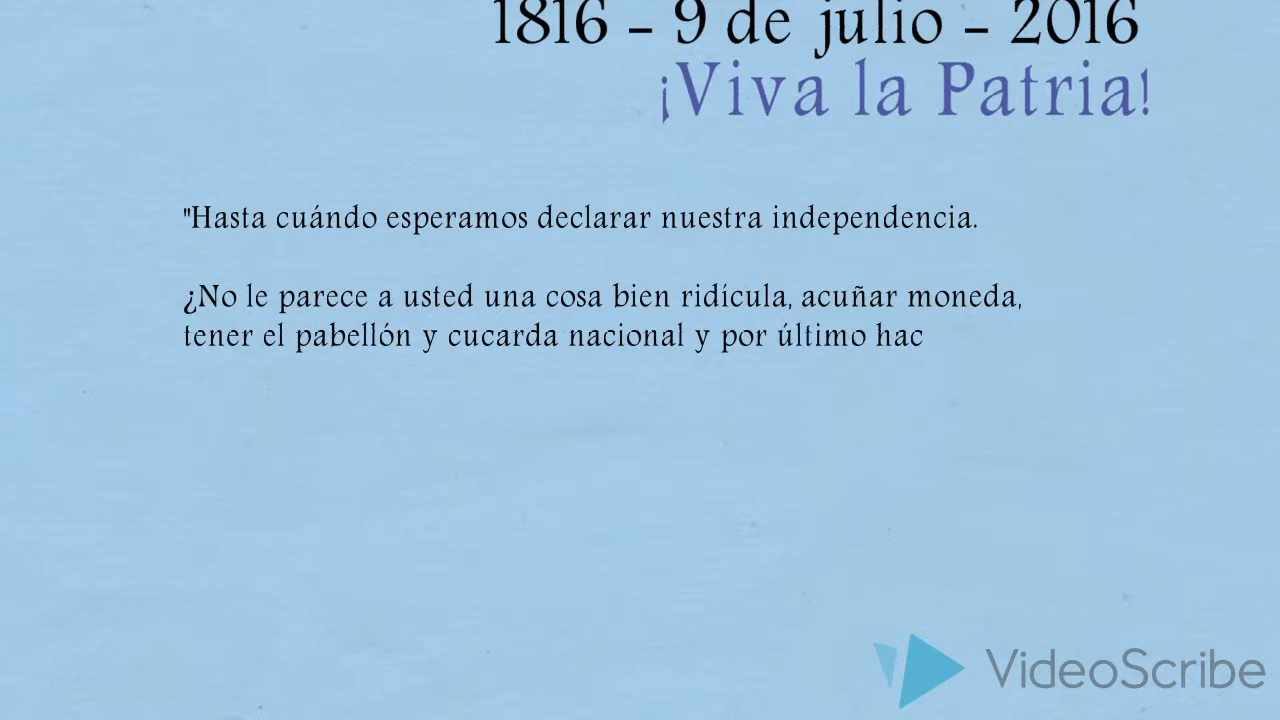 1816 - 9 de julio - 2016
¡Viva la Patria!
"Hasta cuándo esperamos declarar nuestra independencia.
¿No le parece a usted una cosa bien ridícula, acuñar moneda,
tener el pabellón y cucarda nacional y por último hac
VideoScribe